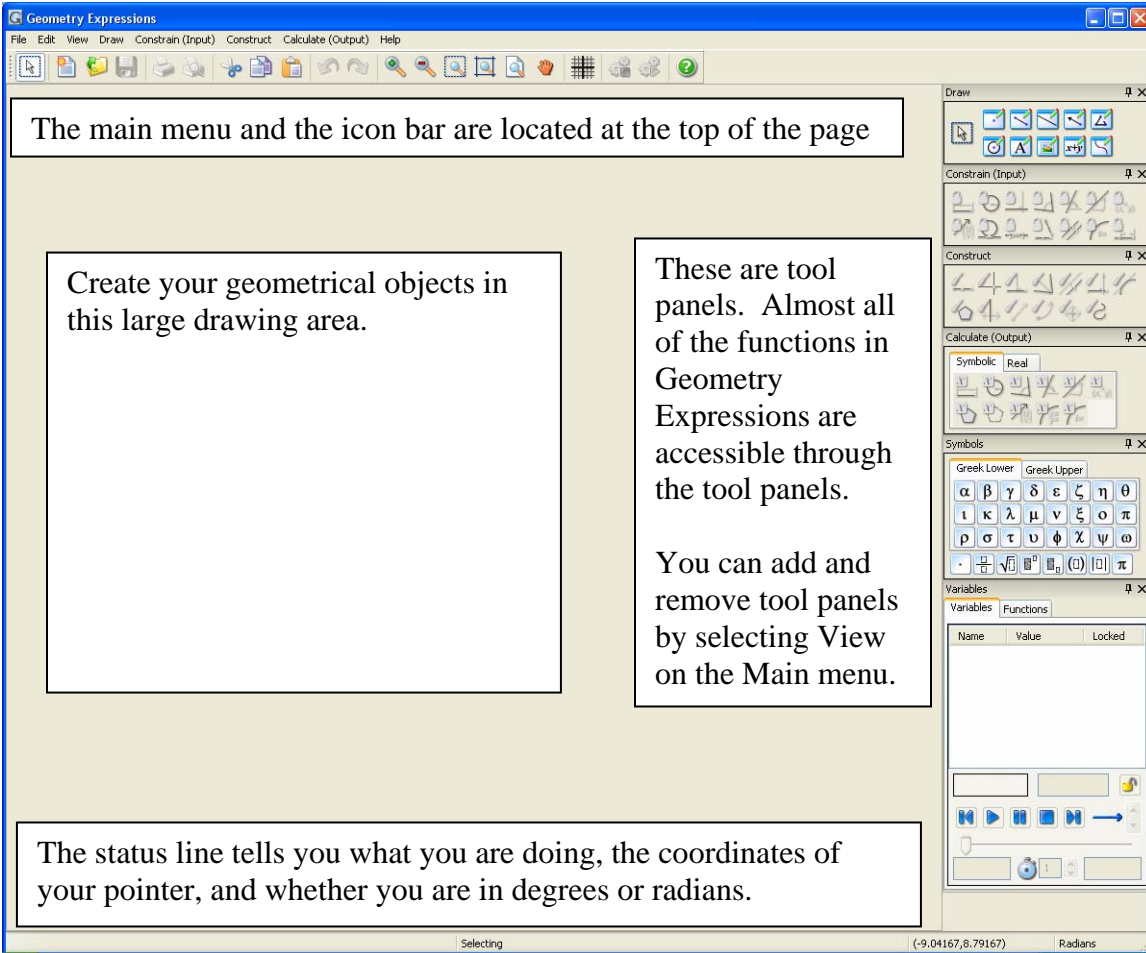 Geometry Expressions
File Edit View Draw Constrain (Input) Construct Calculate (Output) Help
The main menu and the icon bar are located at the top of the page
Create your geometrical objects in
this large drawing area.
These are tool
panels. Almost all
of the functions in
Geometry
Expressions are
accessible through
the tool panels.
You can add and
remove tool panels
by selecting View
on the Main menu.
The status line tells you what you are doing, the coordinates of
your pointer, and whether you are in degrees or radians.
Draw
A x+y
Constrain (Input)
Construct
Calculate (Output)
Symbolic Real
Symbols
Greek Lower Greek Upper
α β γ δ ε ζ η θ
ι κ λ μ ν ξ ο π
ρ σ τ υ ϕ χ ψ ω
π
Variables
Variables Functions
Name Value Locked
1
Selecting (-9.04167,8.79167) Radians